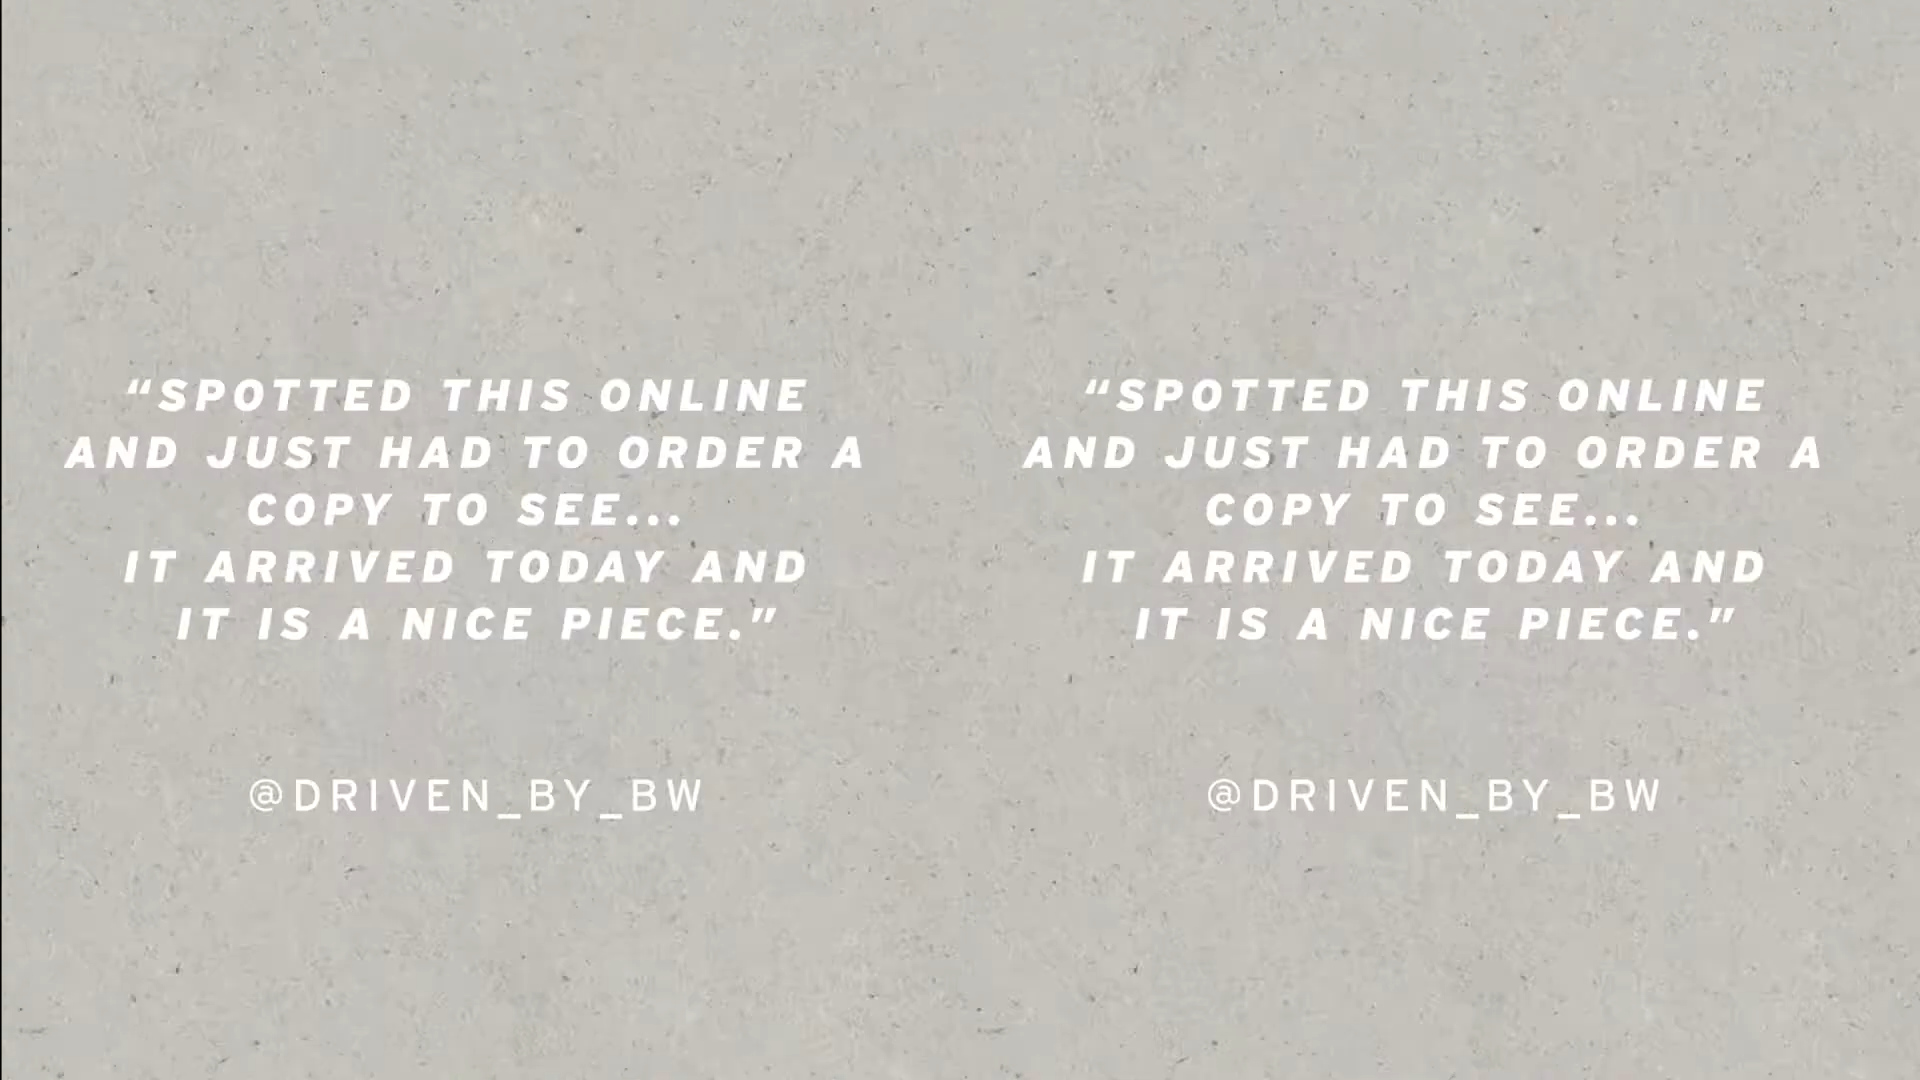 “SPOTTED THIS ONLINE
AND JUST HAD TO ORDER A
COPY TO SEE...
IT ARRIVED TODAY AND
IT IS A NICE PIECE.”
@DRIVEN_BY_BW
“SPOTTED THIS ONLINE
AND JUST HAD TO ORDER A
COPY TO SEE...
IT ARRIVED TODAY AND
IT IS A NICE PIECE.”
@DRIVEN_BY_BW